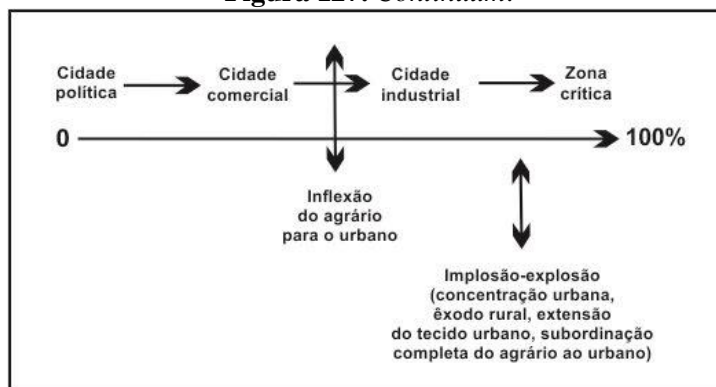 Figura 127: Continuum.
Cidade política
Cidade comercial
Cidade industrial
Zona crítica
0
100%
Inflexão
do agrário
para o urbano
Implosão-explosão
(concentração urbana,
êxodo rural, extensão
do tecido urbano, subordinação
completa do agrário ao urbano)